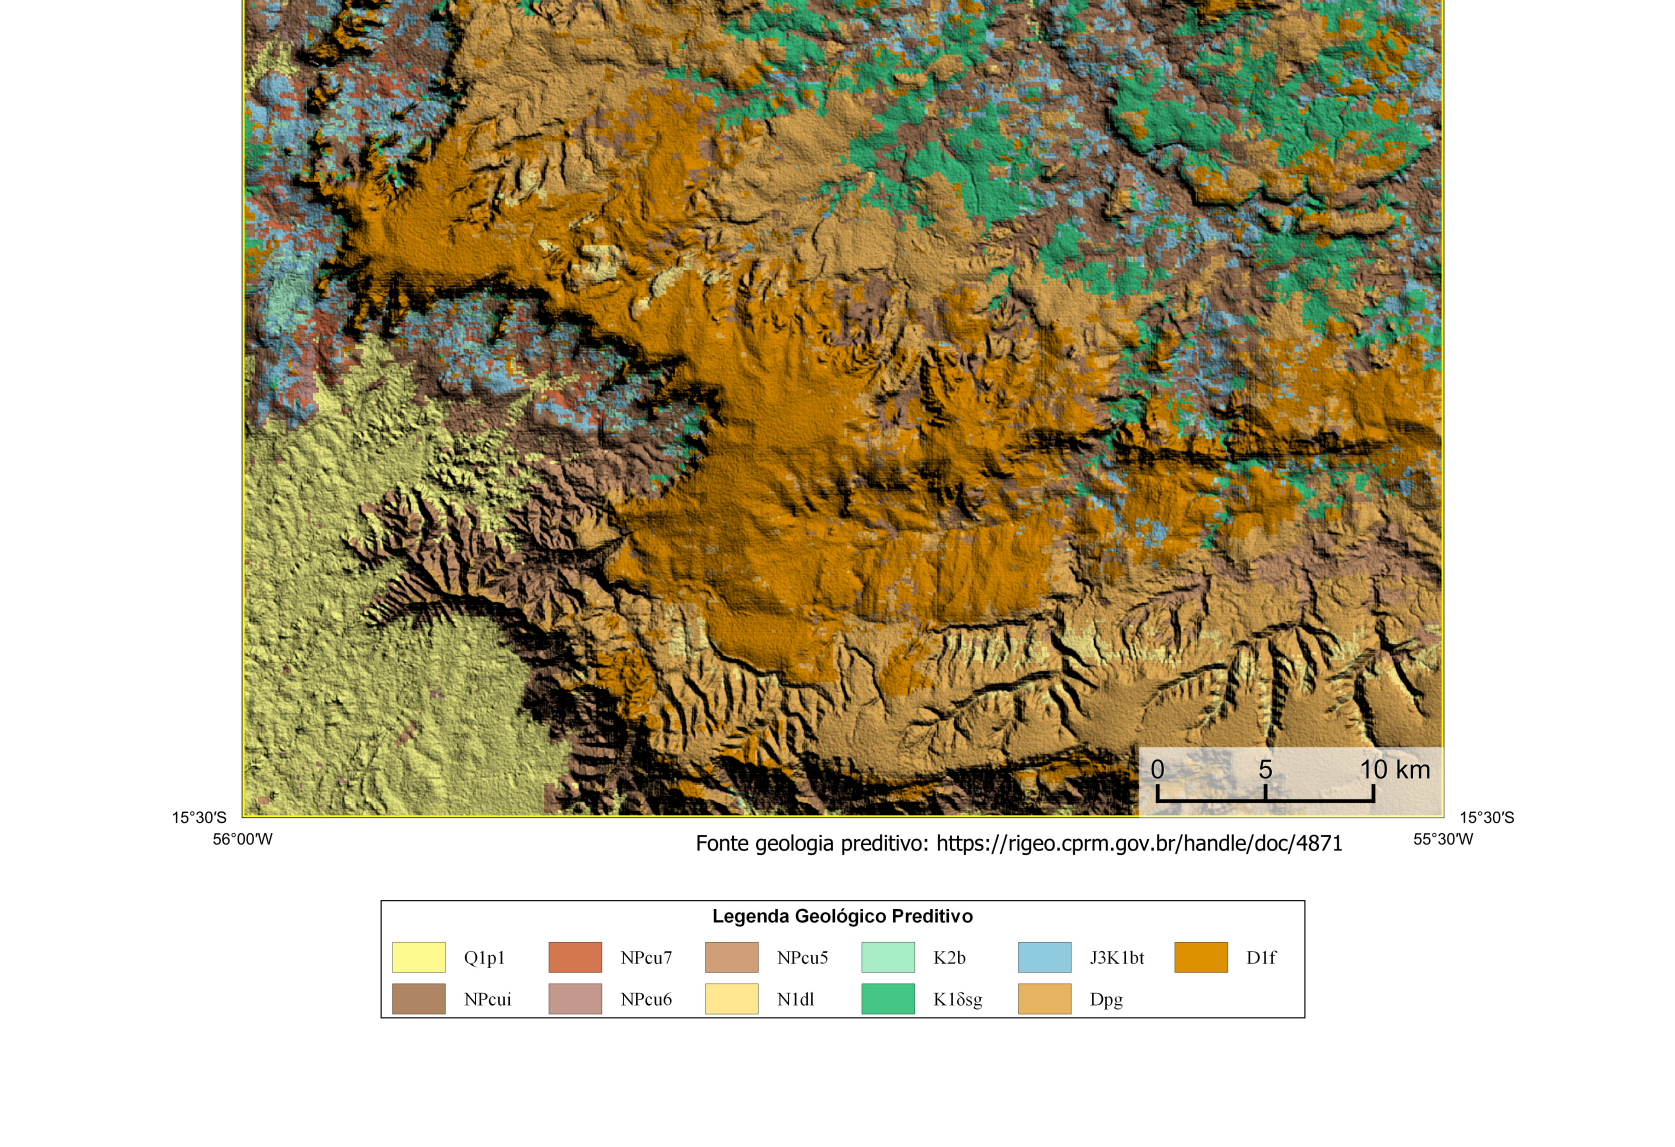 0 5 10 km
15°30'S 15°30'S
56°00'W 55°30'W
Fonte geologia preditivo: https://rigeo.cprm.gov.br/handle/doc/4871
Legenda Geológico Preditivo
Q1p1 NPcu7 NPcu5 K2b J3K1bt D1f
NPcui NPcu6 N1dl K1δsg Dpg